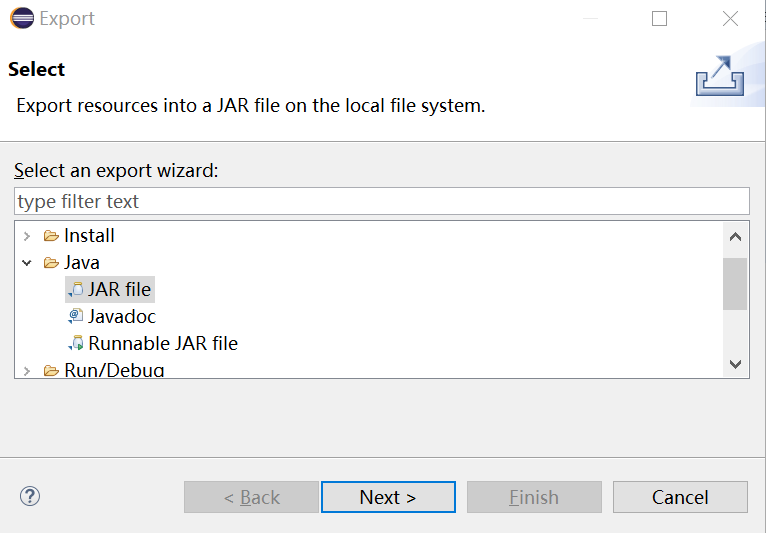 Export
Select
Export resources into a JAR file on the local file system.
Select an export wizard:
type filter text
Install
Java
JAR file
Javadoc
Runnable JAR file
Run/Debug
< Back
Next >
Finish
Cancel